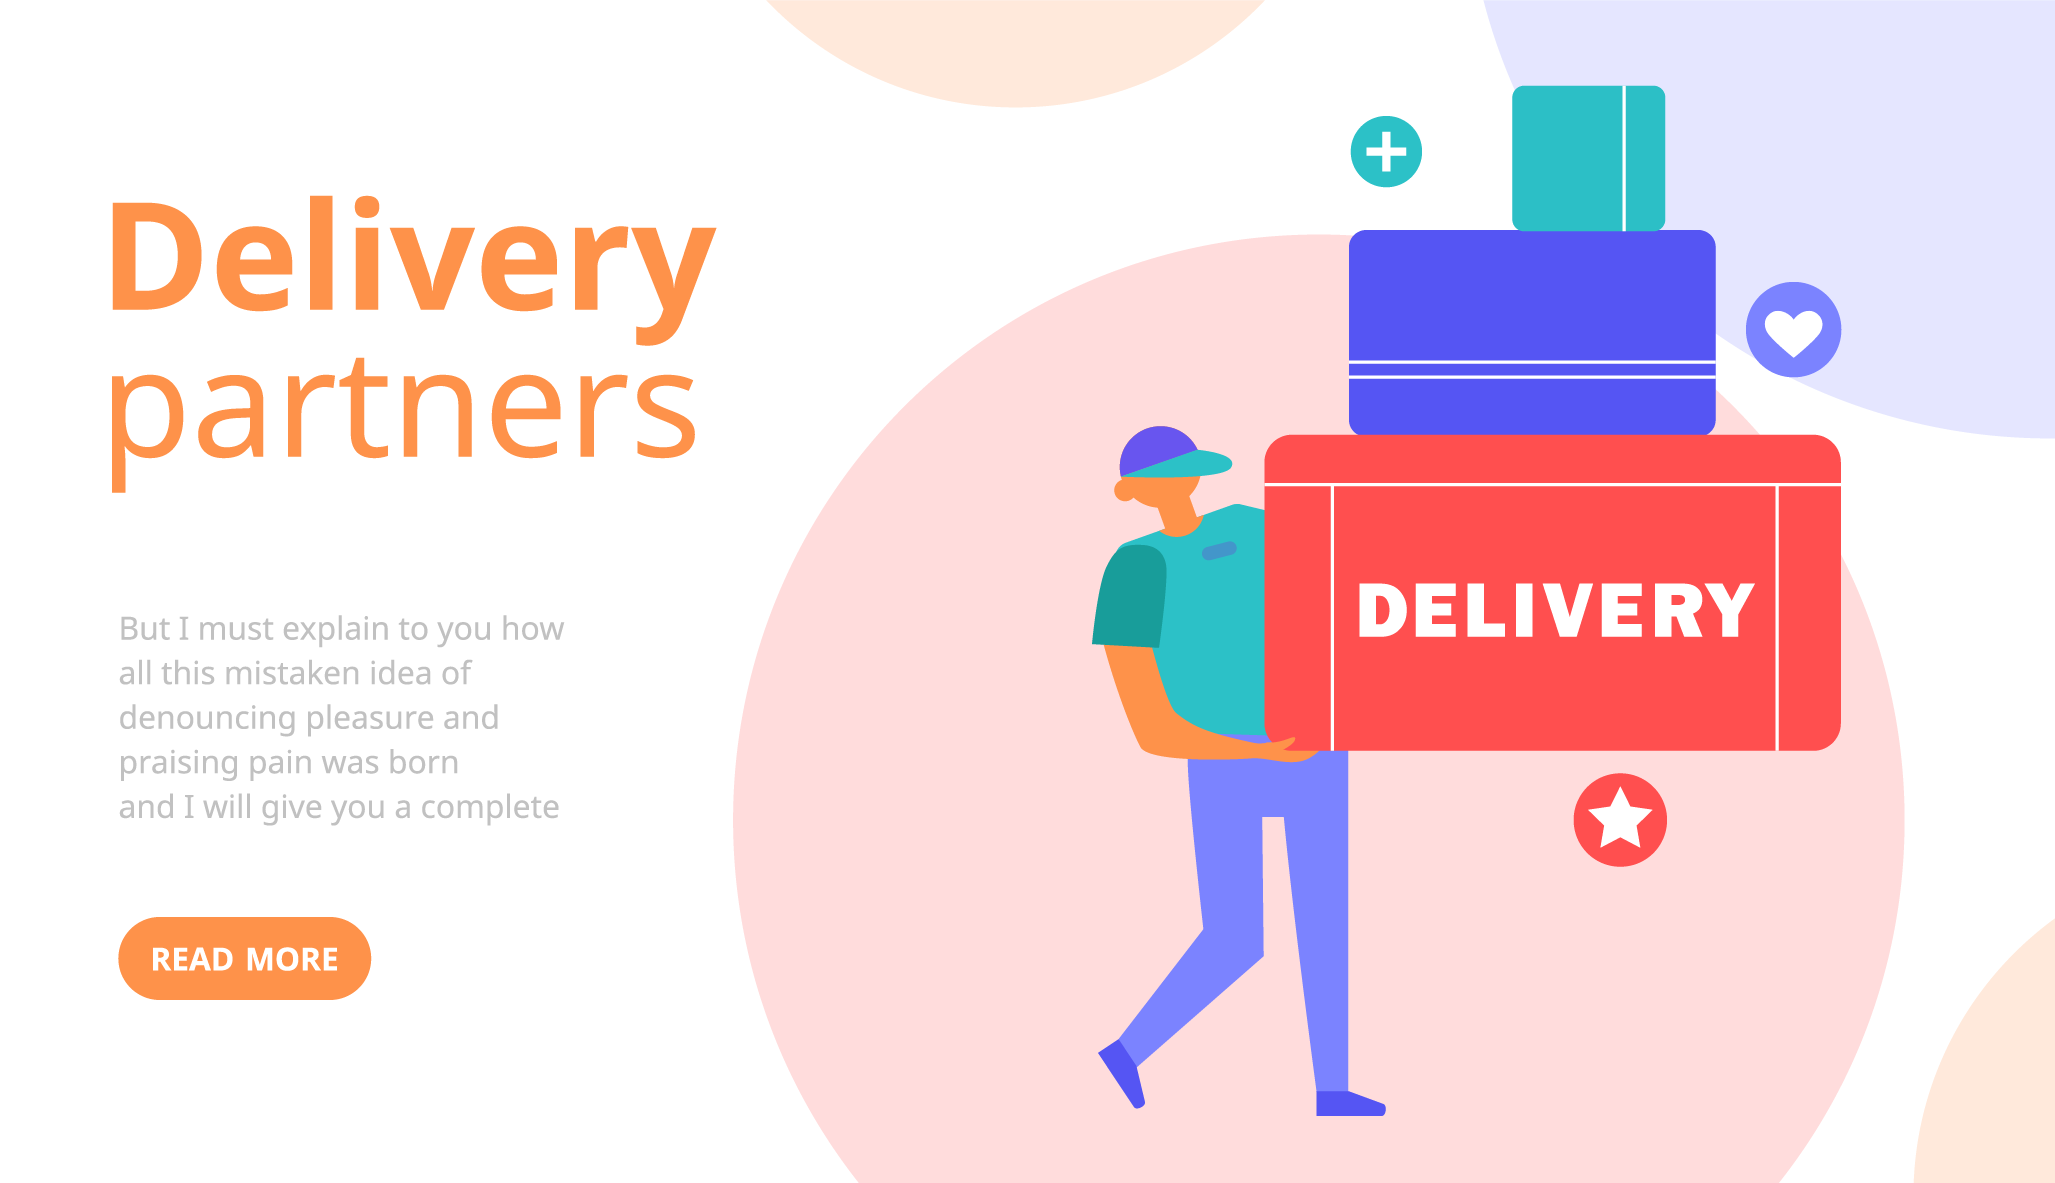 Delivery
partners
But I must explain to you how
all this mistaken idea of
denouncing pleasure and
praising pain was born
and I will give you a complete
READ MORE
DELIVERY